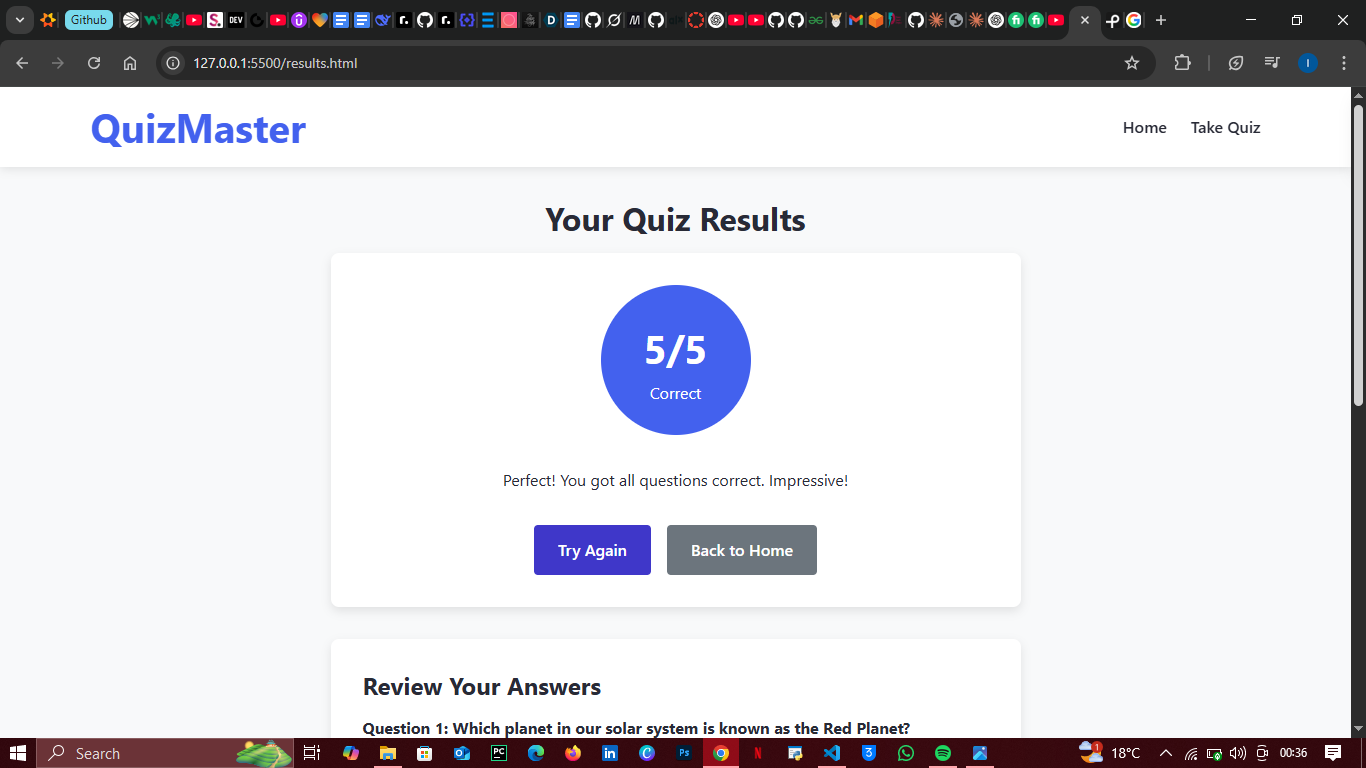 Github
127.0.0.1:5500/results.html
QuizMaster
Home
Take Quiz
Your Quiz Results
5/5
Correct
Perfect! You got all questions correct. Impressive!
Try Again
Back to Home
Review Your Answers
Question 1: Which planet in our solar system is known as the Red Planet?
Search
18°C
00:36